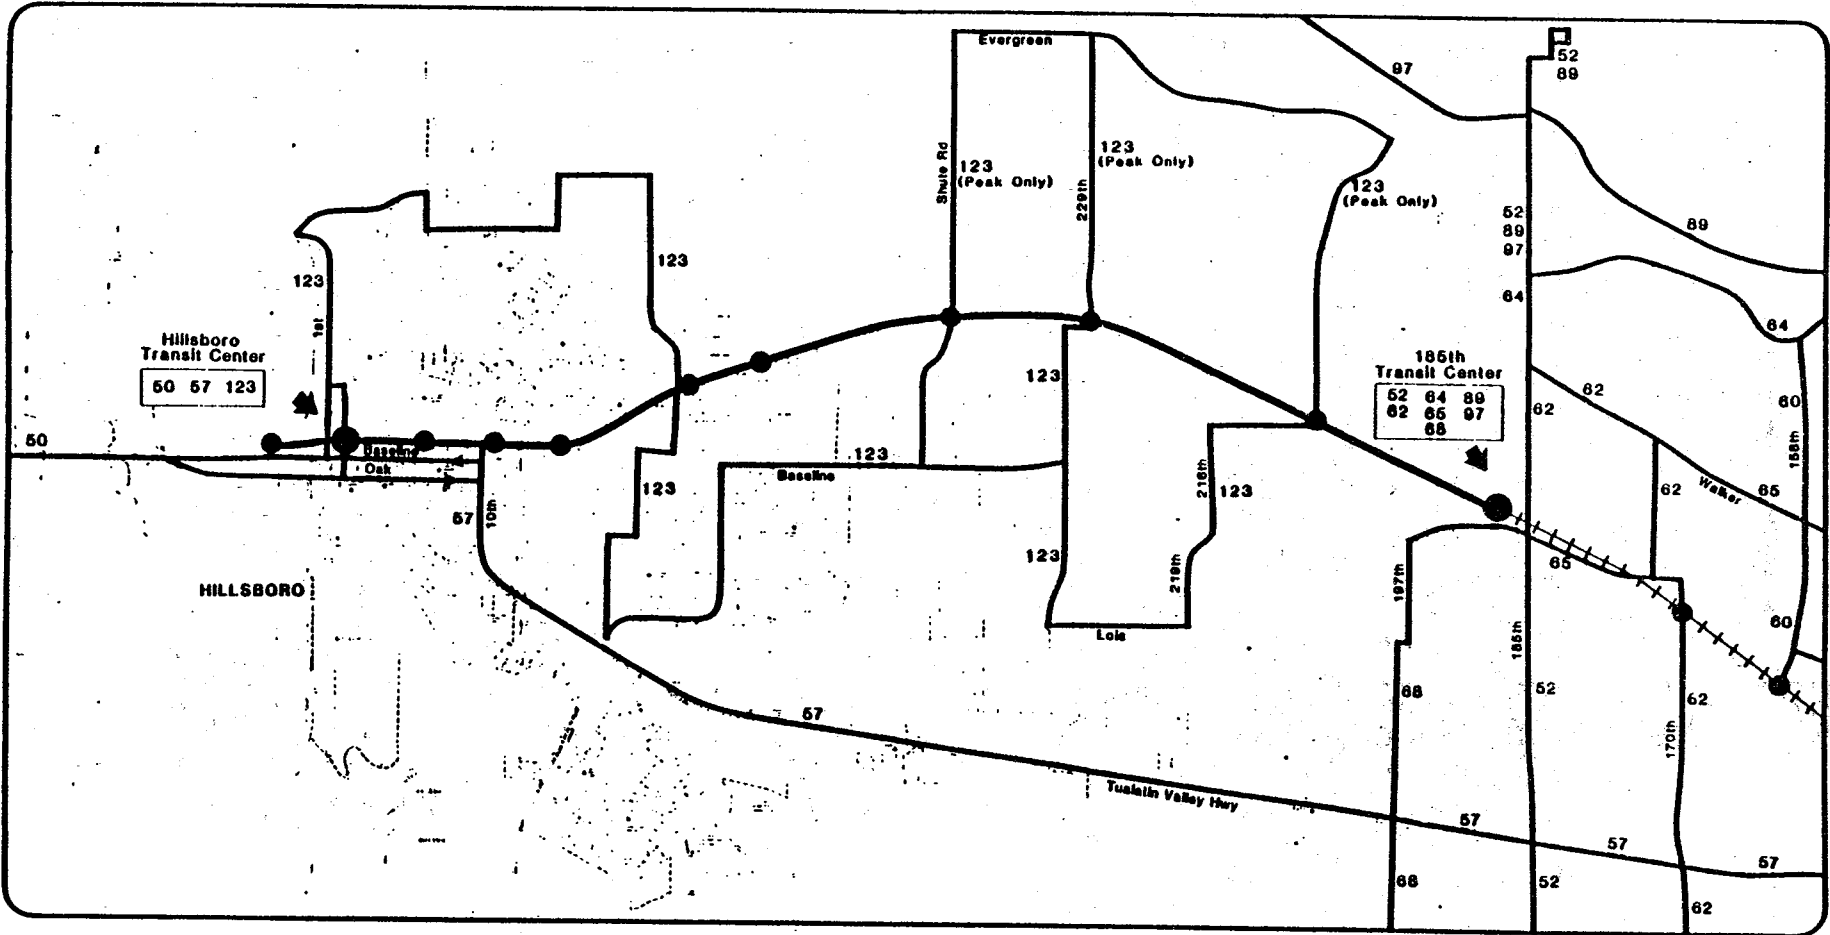 Evergreen
97
52
89
Shute Rd
123
(Peak Only)
229th
123
(Peak Only)
123
(Peak Only)
52
89
97
89
64
64
123
123
1st
Hillsboro
Transit Center
50 57 123
185th
Transit Center
52 64 89
62 65 97
68
123
62
62
60
158th
50
Baseline
Oak
123
Baseline
123
216th
123
62
Walker
65
57
10th
123
219th
197th
65
HILLSBORO
Lois
185th
60
68
52
62
170th
57
Tualatin Valley Hwy
57
57
57
68
52
62